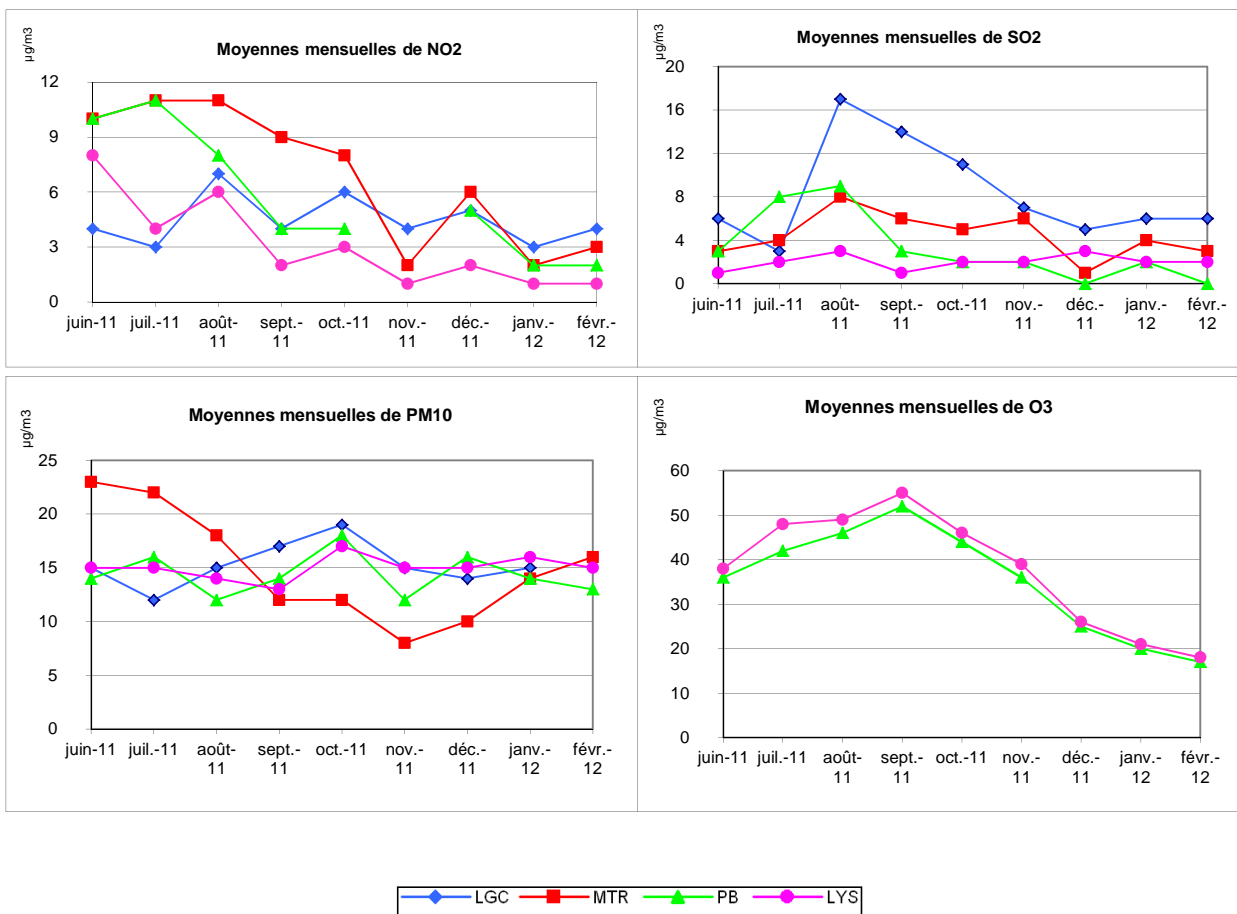 µg/m3
Moyennes mensuelles de NO2
12
9
6
3
0
juin-11 juil.-11 août-11 sept.-11 oct.-11 nov.-11 déc.-11 janv.-12 févr.-12
µg/m3
Moyennes mensuelles de SO2
20
16
12
8
4
0
juin-11 juil.-11 août-11 sept.-11 oct.-11 nov.-11 déc.-11 janv.-12 févr.-12
µg/m3
Moyennes mensuelles de PM10
25
20
15
10
5
0
juin-11 juil.-11 août-11 sept.-11 oct.-11 nov.-11 déc.-11 janv.-12 févr.-12
µg/m3
Moyennes mensuelles de O3
60
50
40
30
20
10
0
juin-11 juil.-11 août-11 sept.-11 oct.-11 nov.-11 déc.-11 janv.-12 févr.-12
LGC MTR PB LYS